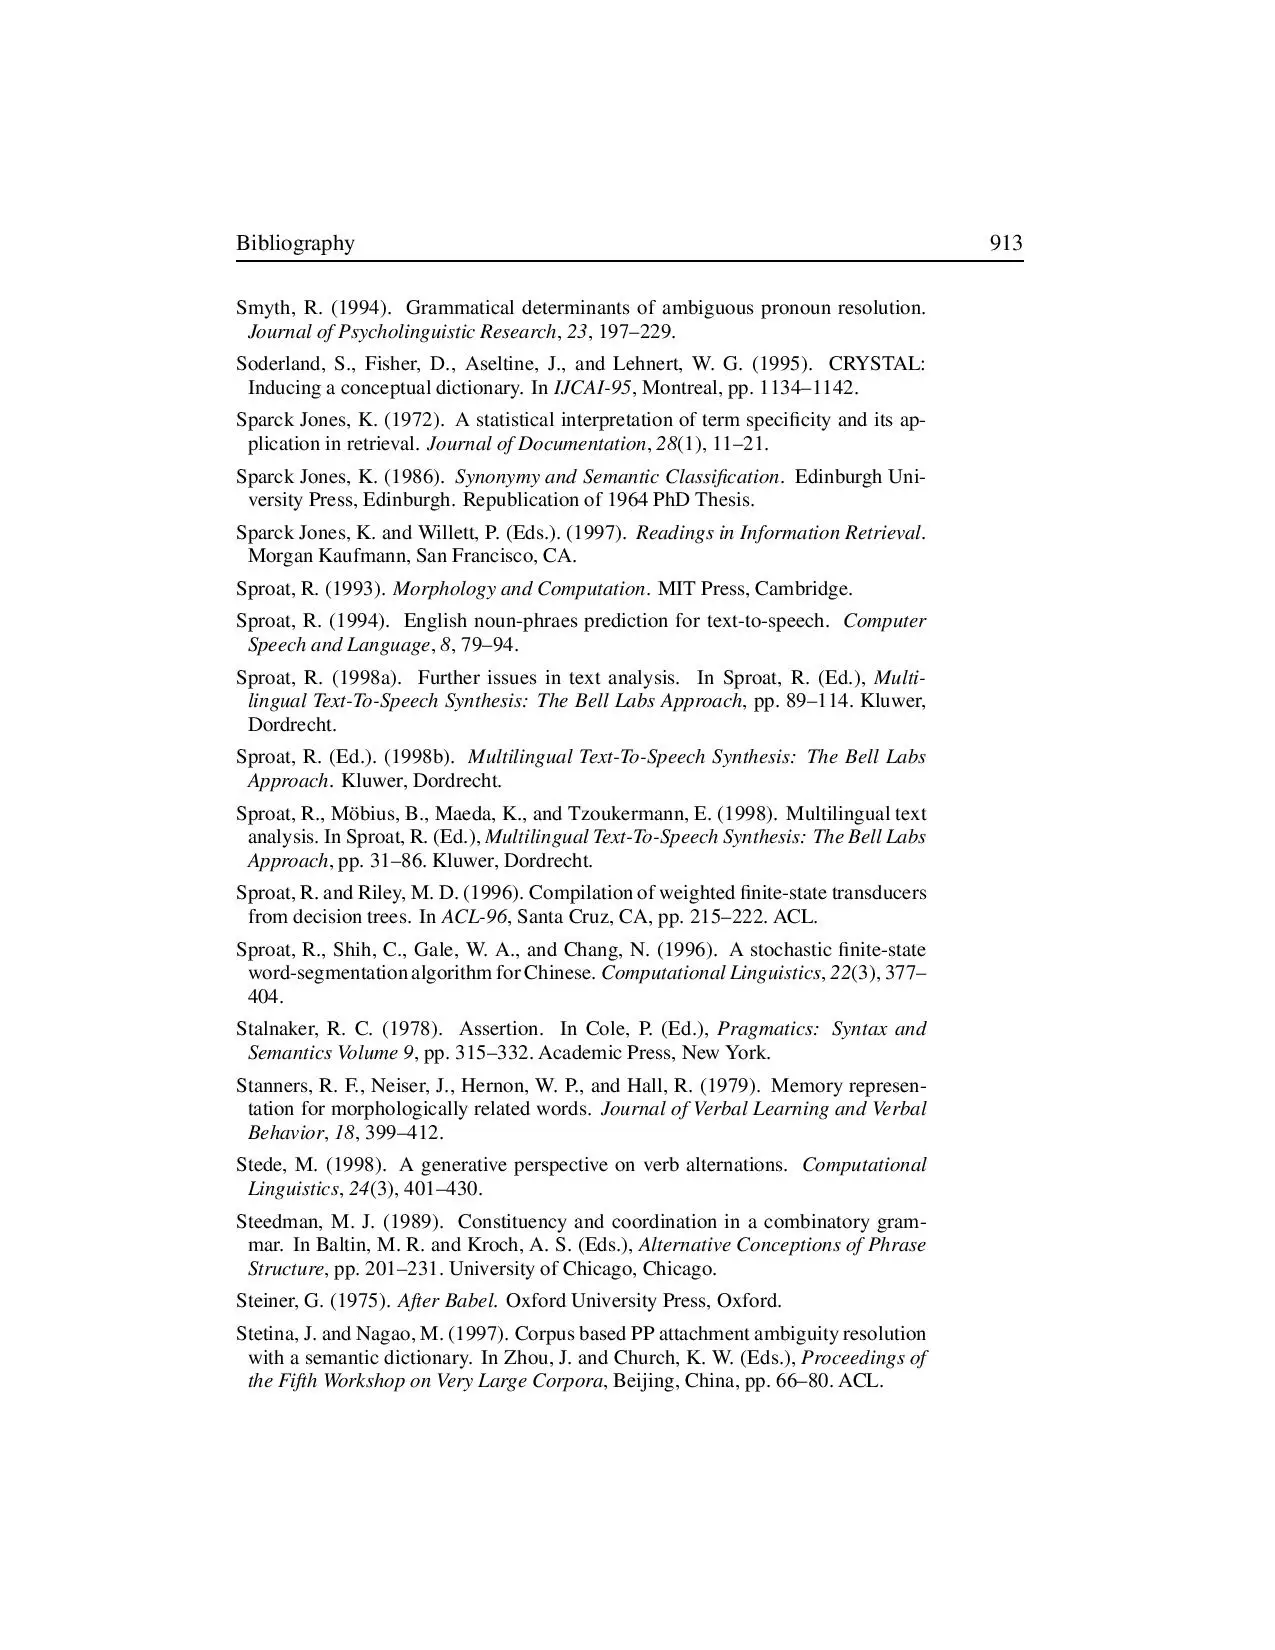 Bibliography 913
Smyth, R. (1994). Grammatical determinants of ambiguous pronoun resolution.
Journal of Psycholinguistic Research, 23, 197–229.
Soderland, S., Fisher, D., Aseltine, J., and Lehnert, W. G. (1995). CRYSTAL:
Inducing a conceptual dictionary. In IJCAI-95, Montreal, pp. 1134–1142.
Sparck Jones, K. (1972). A statistical interpretation of term specificity and its ap-
plication in retrieval. Journal of Documentation, 28(1), 11–21.
Sparck Jones, K. (1986). Synonymy and Semantic Classification. Edinburgh Uni-
versity Press, Edinburgh. Republication of 1964 PhD Thesis.
Sparck Jones, K. and Willett, P. (Eds.). (1997). Readings in Information Retrieval.
Morgan Kaufmann, San Francisco, CA.
Sproat, R. (1993). Morphology and Computation. MIT Press, Cambridge.
Sproat, R. (1994). English noun-phraes prediction for text-to-speech. Computer
Speech and Language, 8, 79–94.
Sproat, R. (1998a). Further issues in text analysis. In Sproat, R. (Ed.), Multi-
lingual Text-To-Speech Synthesis: The Bell Labs Approach, pp. 89–114. Kluwer,
Dordrecht.
Sproat, R. (Ed.). (1998b). Multilingual Text-To-Speech Synthesis: The Bell Labs
Approach. Kluwer, Dordrecht.
Sproat, R., Möbius, B., Maeda, K., and Tzoukermann, E. (1998). Multilingual text
analysis. In Sproat, R. (Ed.), Multilingual Text-To-Speech Synthesis: The Bell Labs
Approach, pp. 31–86. Kluwer, Dordrecht.
Sproat, R. and Riley, M. D. (1996). Compilation of weighted finite-state transducers
from decision trees. In ACL-96, Santa Cruz, CA, pp. 215–222. ACL.
Sproat, R., Shih, C., Gale, W. A., and Chang, N. (1996). A stochastic finite-state
word-segmentation algorithm for Chinese. Computational Linguistics, 22(3), 377–
404.
Stalnaker, R. C. (1978). Assertion. In Cole, P. (Ed.), Pragmatics: Syntax and
Semantics Volume 9, pp. 315–332. Academic Press, New York.
Stanners, R. F., Neiser, J., Hernon, W. P., and Hall, R. (1979). Memory represen-
tation for morphologically related words. Journal of Verbal Learning and Verbal
Behavior, 18, 399–412.
Stede, M. (1998). A generative perspective on verb alternations. Computational
Linguistics, 24(3), 401–430.
Steedman, M. J. (1989). Constituency and coordination in a combinatory gram-
mar. In Baltin, M. R. and Kroch, A. S. (Eds.), Alternative Conceptions of Phrase
Structure, pp. 201–231. University of Chicago, Chicago.
Steiner, G. (1975). After Babel. Oxford University Press, Oxford.
Stetina, J. and Nagao, M. (1997). Corpus based PP attachment ambiguity resolution
with a semantic dictionary. In Zhou, J. and Church, K. W. (Eds.), Proceedings of
the Fifth Workshop on Very Large Corpora, Beijing, China, pp. 66–80. ACL.